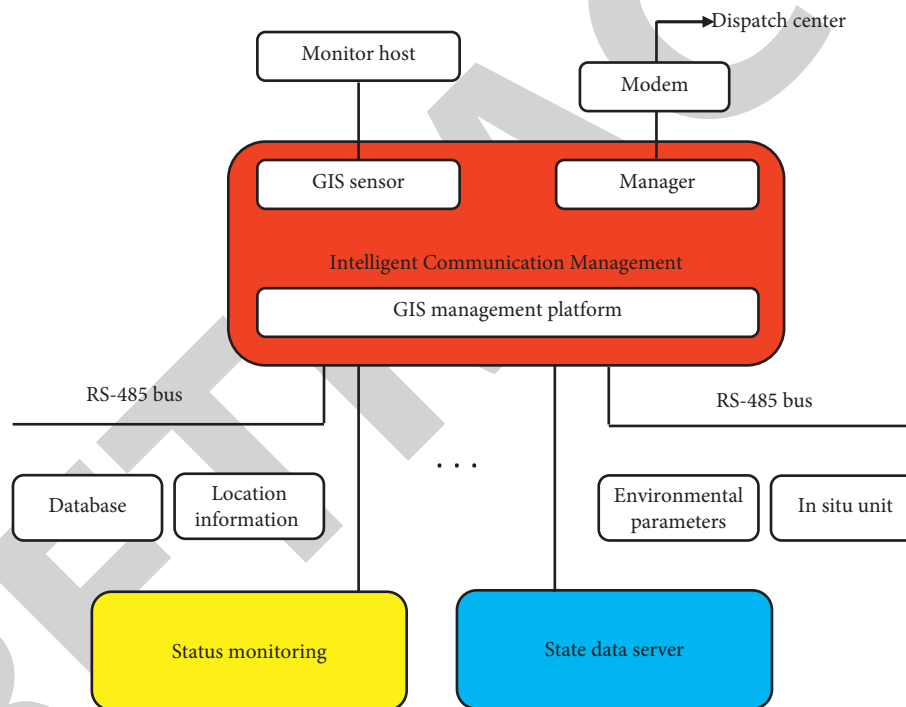 Dispatch center
Monitor host
Modem
GIS sensor
Manager
Intelligent Communication Management
GIS management platform
RS-485 bus
RS-485 bus
. . .
Database
Location
information
Environmental
parameters
In situ unit
Status monitoring
State data server